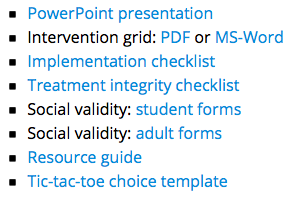 PowerPoint presentation
Intervention grid: PDF or MS-Word
Implementation checklist
Treatment integrity checklist
Social validity: student forms
Social validity: adult forms
Resource guide
Tic-tac-toe choice template